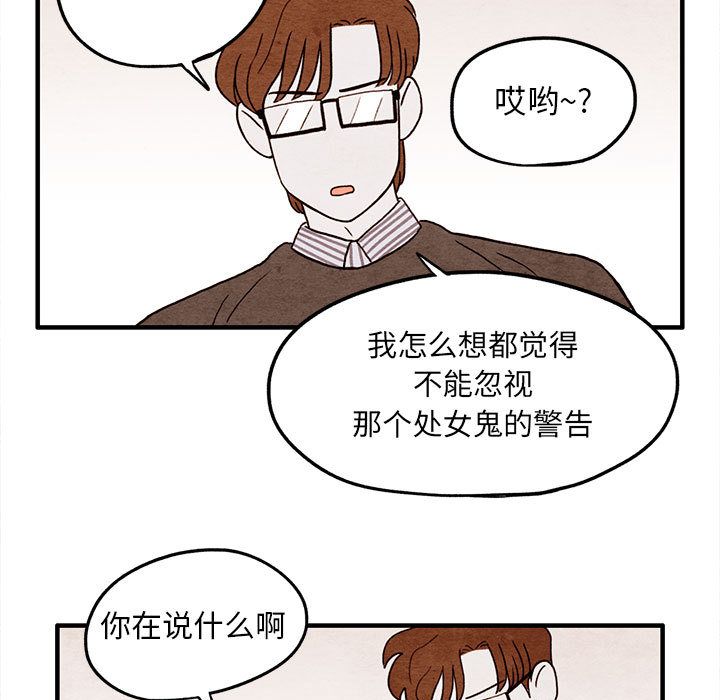 哎哟~?
我怎么想都觉得
不能忽视
那个处女鬼的警告
你在说什么啊